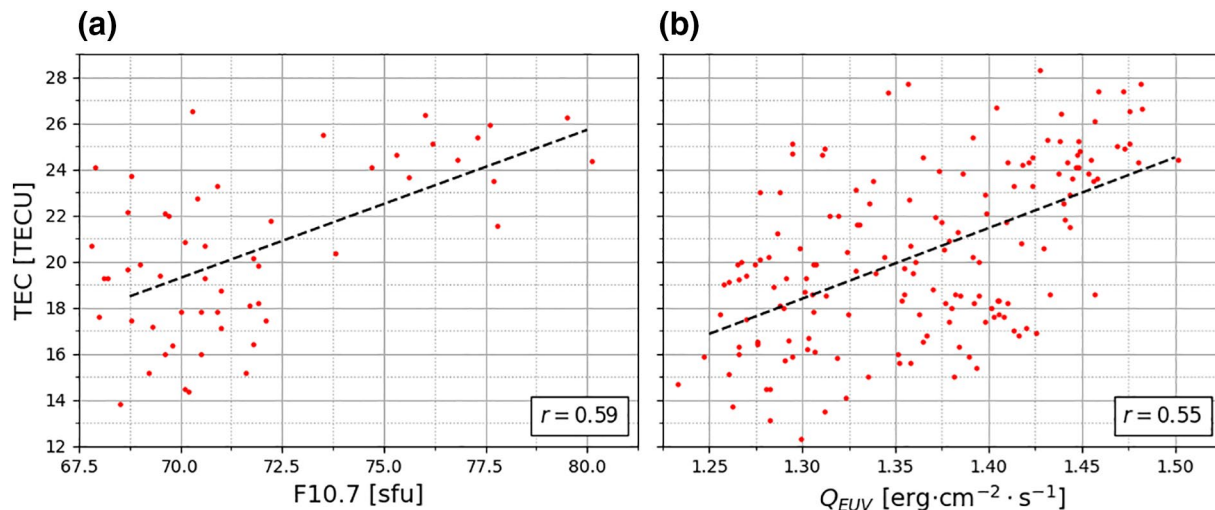 (a)
(b)
28
26
24
22
20
18
16
14
12
TEC [TECU]
r = 0.59
r = 0.55
67.5 70.0 72.5 75.0 77.5 80.0
1.25 1.30 1.35 1.40 1.45 1.50
F10.7 [sfu]
Q_EUV [erg·cm⁻² · s⁻¹]